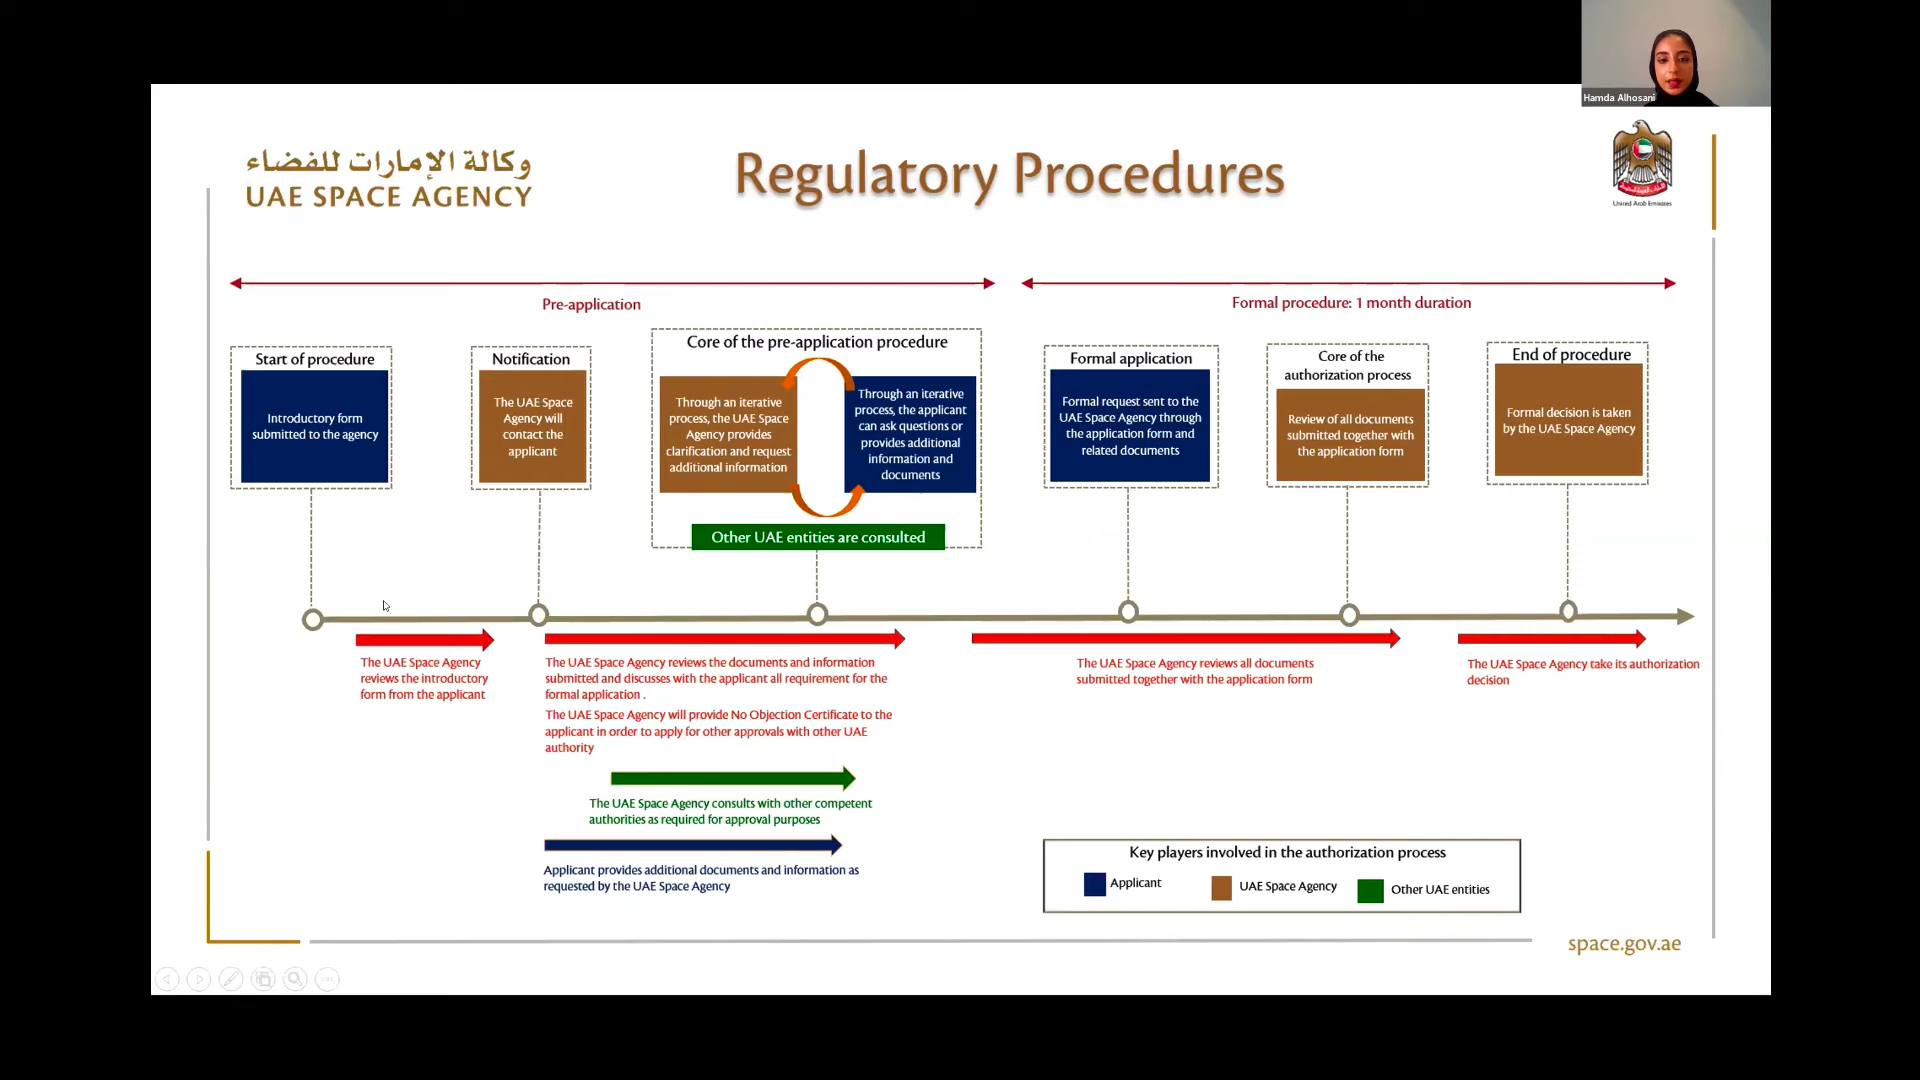 Hamda Alhosani
وكالة الإمارات للفضاء
UAE SPACE AGENCY
Regulatory Procedures
United Arab Emirates
Pre-application
Formal procedure: 1 month duration
Start of procedure
Introductory form
submitted to the agency
Notification
The UAE Space
Agency will
contact the
applicant
Core of the pre-application procedure
Through an iterative
process, the UAE Space
Agency provides
clarification and request
additional information
Through an iterative
process, the applicant
can ask questions or
provides additional
information and
documents
Other UAE entities are consulted
Formal application
Formal request sent to the
UAE Space Agency through
the application form and
related documents
Core of the
authorization process
Review of all documents
submitted together with
the application form
End of procedure
Formal decision is taken
by the UAE Space Agency
The UAE Space Agency
reviews the introductory
form from the applicant
The UAE Space Agency reviews the documents and information
submitted and discusses with the applicant all requirement for the
formal application .
The UAE Space Agency will provide No Objection Certificate to the
applicant in order to apply for other approvals with other UAE
authority
The UAE Space Agency consults with other competent
authorities as required for approval purposes
Applicant provides additional documents and information as
requested by the UAE Space Agency
The UAE Space Agency reviews all documents
submitted together with the application form
The UAE Space Agency take its authorization
decision
Key players involved in the authorization process
Applicant
UAE Space Agency
Other UAE entities
space.gov.ae